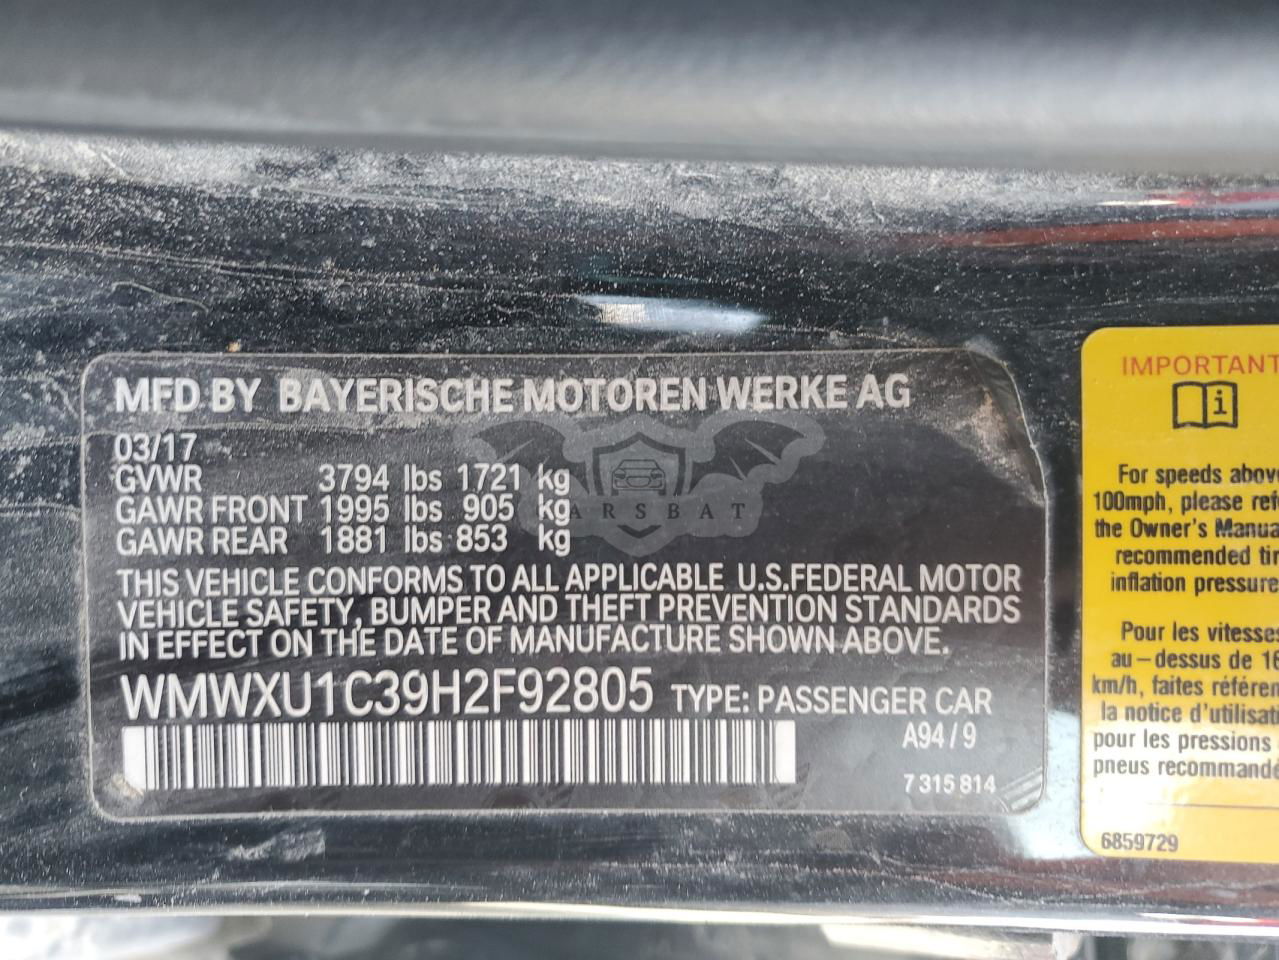 MFD BY BAYERISCHE MOTOREN WERKE AG
03/17
GVWR 3794 lbs 1721 kg
GAWR FRONT 1995 lbs 905 kg
GAWR REAR 1881 lbs 853 kg
THIS VEHICLE CONFORMS TO ALL APPLICABLE U.S.FEDERAL MOTOR
VEHICLE SAFETY, BUMPER AND THEFT PREVENTION STANDARDS
IN EFFECT ON THE DATE OF MANUFACTURE SHOWN ABOVE.
WMWXU1C39H2F92805 TYPE: PASSENGER CAR
A94/9
7 315 814
CARSBAT
IMPORTANT
i
For speeds above
100mph, please
the Owner's
recommended
inflation pressure
Pour les
au-dessus de
km/h, faites
la notice
pour les pressions
pneus
6859729